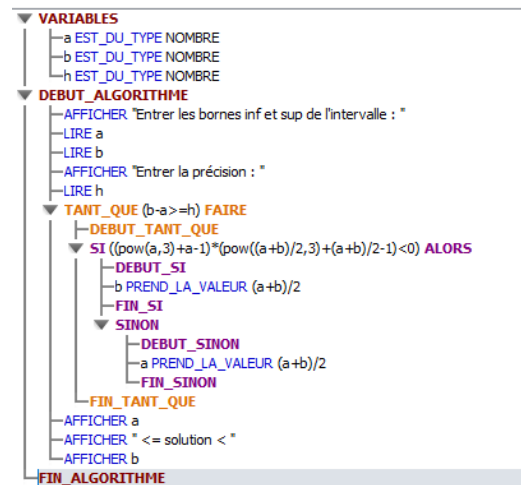 VARIABLES
a EST_DU_TYPE NOMBRE
b EST_DU_TYPE NOMBRE
h EST_DU_TYPE NOMBRE
DEBUT_ALGORITHME
AFFICHER "Entrer les bornes inf et sup de l'intervalle : "
LIRE a
LIRE b
AFFICHER "Entrer la précision : "
LIRE h
TANT_QUE (b-a>=h) FAIRE
DEBUT_TANT_QUE
SI ((pow(a,3)+a-1)*(pow((a+b)/2,3)+(a+b)/2-1)<0) ALORS
DEBUT_SI
b PREND_LA_VALEUR (a+b)/2
FIN_SI
SINON
DEBUT_SINON
a PREND_LA_VALEUR (a+b)/2
FIN_SINON
FIN_TANT_QUE
AFFICHER a
AFFICHER " <= solution < "
AFFICHER b
FIN_ALGORITHME